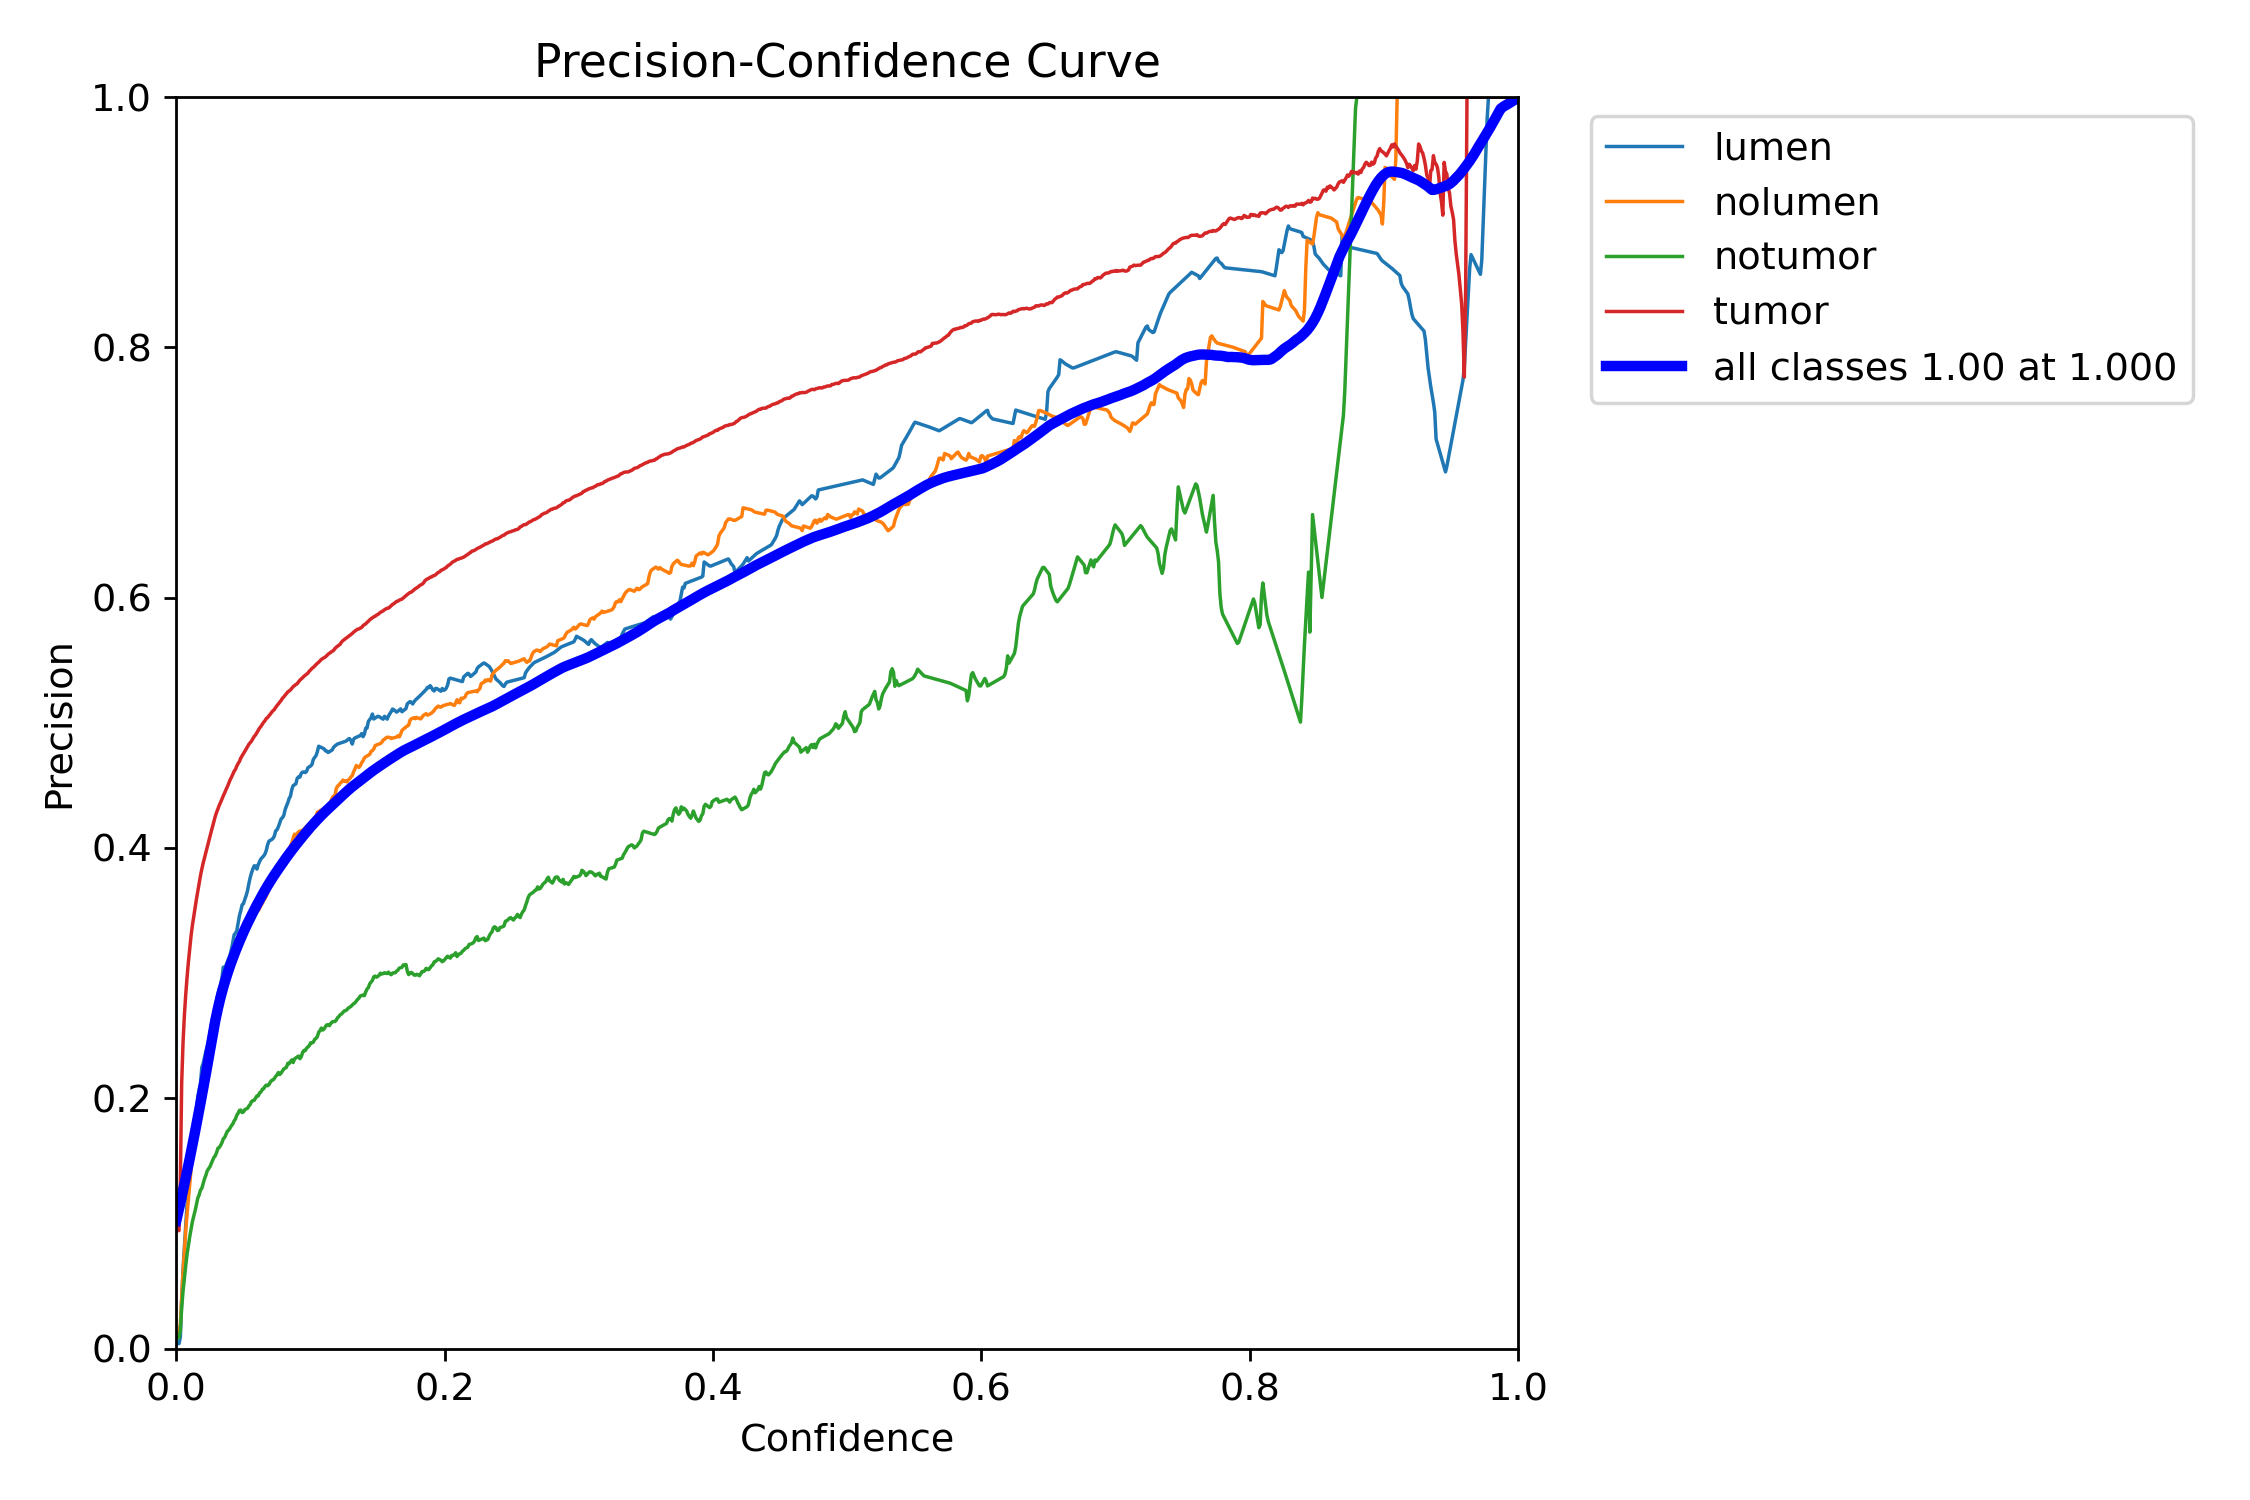 Precision-Confidence Curve
1.0
0.8
0.6
0.4
0.2
0.0
Precision
0.0 0.2 0.4 0.6 0.8 1.0
Confidence
lumen
nolumen
notumor
tumor
all classes 1.00 at 1.000